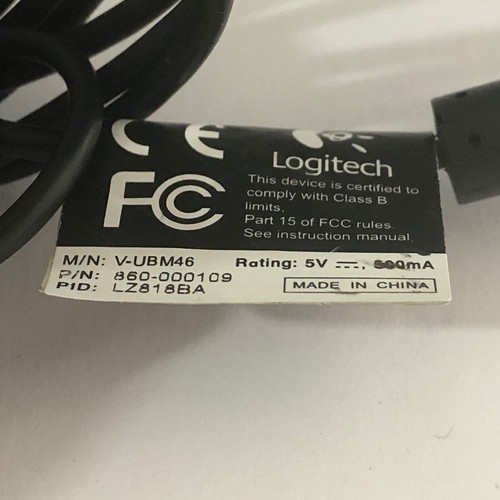 CE
Logitech
FC
This device is certified to
comply with Class B
limits,
Part 15 of FCC rules.
See instruction manual.
M/N: V-UBM46 Rating: 5V ⎓, 500mA
P/N: 860-000109
PID: LZ818BA MADE IN CHINA